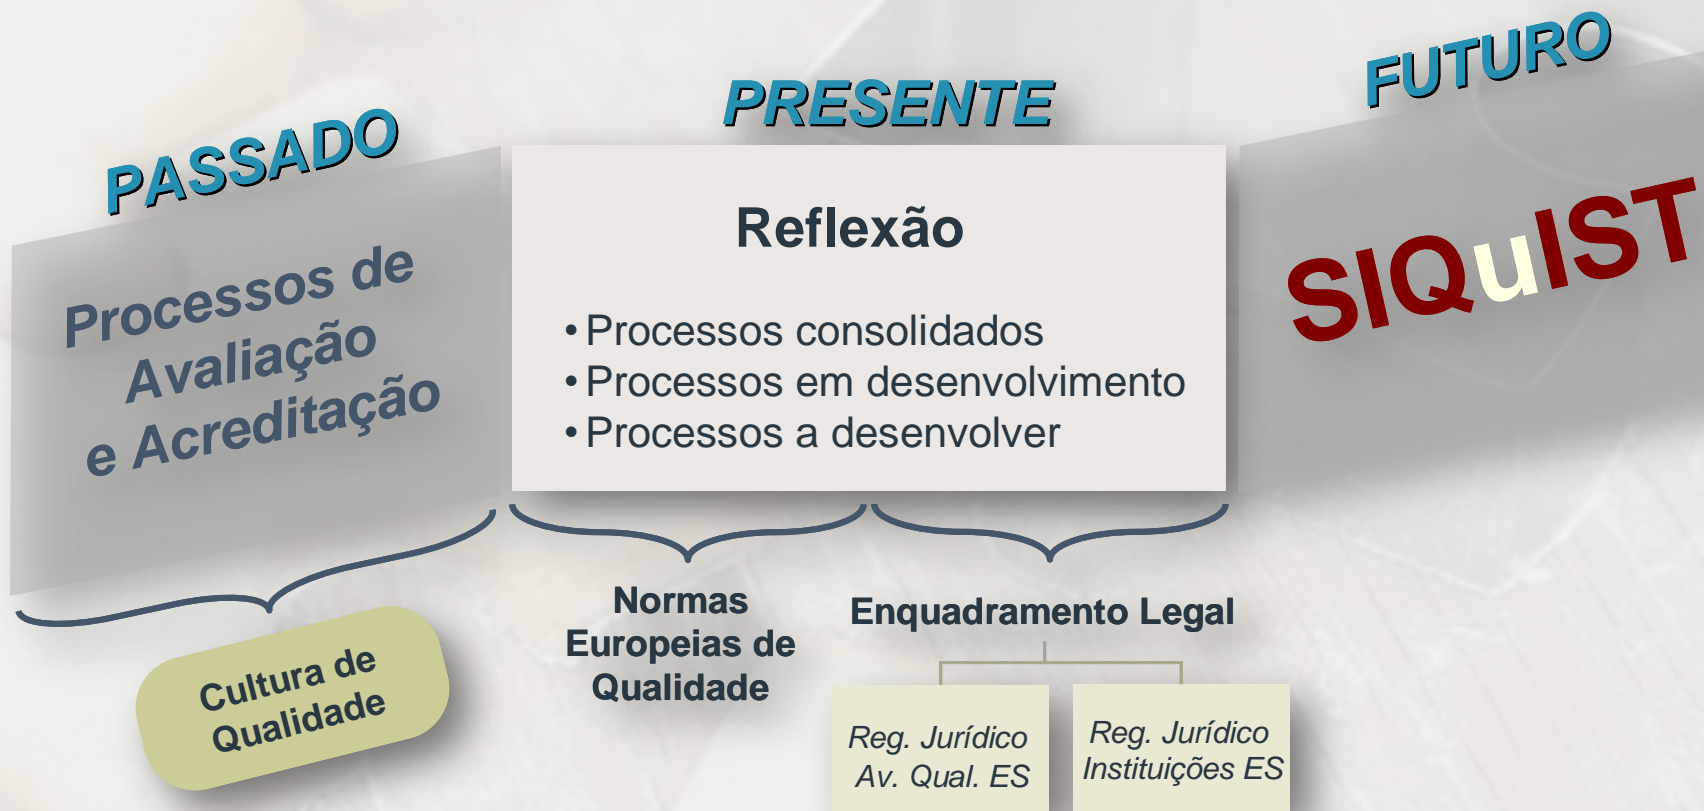 PASSADO
Processos de
Avaliação
e Acreditação
Cultura de
Qualidade
PRESENTE
Reflexão
• Processos consolidados
• Processos em desenvolvimento
• Processos a desenvolver
Normas
Europeias de
Qualidade
Enquadramento Legal
Reg. Jurídico
Av. Qual. ES
Reg. Jurídico
Instituições ES
FUTURO
SIQuIST